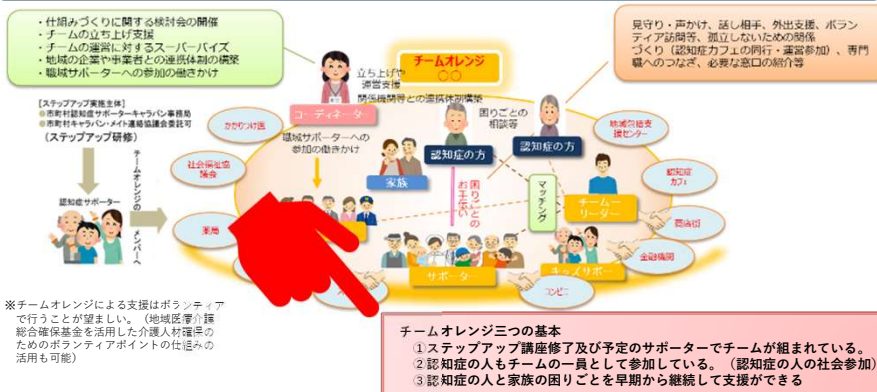 ・仕組みづくりに関する検討会の開催
・チームの立ち上げ支援
・チームの運営に対するスーパーバイズ
・地域の企業や事業者との連携体制の構築
・職域サポーターへの参加の働きかけ
チームオレンジ
〇〇
見守り・声かけ、話し相手、外出支援、ボラン
ティア訪問等、孤立しないための関係
づくり（認知症カフェの同行・運営参加）、専門
職へのつなぎ、必要な窓口の紹介等
立ち上げや
運営支援
関係機関等との連携体制構築
コーディネーター
[ステップアップ実施主体]
●市町村認知症サポーターキャラバン事務局
●市町村キャラバン・メイト連絡協議会委託可
(ステップアップ研修)
かかりつけ医
職域サポーターへの
参加の働きかけ
困りごとの
相談等
認知症の方
認知症の方
地域包括支
援センター
社会福祉協
議会
家族
認知症
カフェ
認知症サポーター
チームオレンジの
メンバーへ
困りごとの
お手伝い
マッチング
チーム
リーダー
薬局
商店街
金融機関
サポーター
キッズサポー
コンビニ
※チームオレンジによる支援はボランティア
で行うことが望ましい。（地域医療介護
総合確保基金を活用した介護人材確保の
ためのボランティアポイントの仕組みの
活用も可能）
チームオレンジ三つの基本
①ステップアップ講座修了及び予定のサポーターでチームが組まれている。
②認知症の人もチームの一員として参加している。（認知症の人の社会参加）
③認知症の人と家族の困りごとを早期から継続して支援ができる